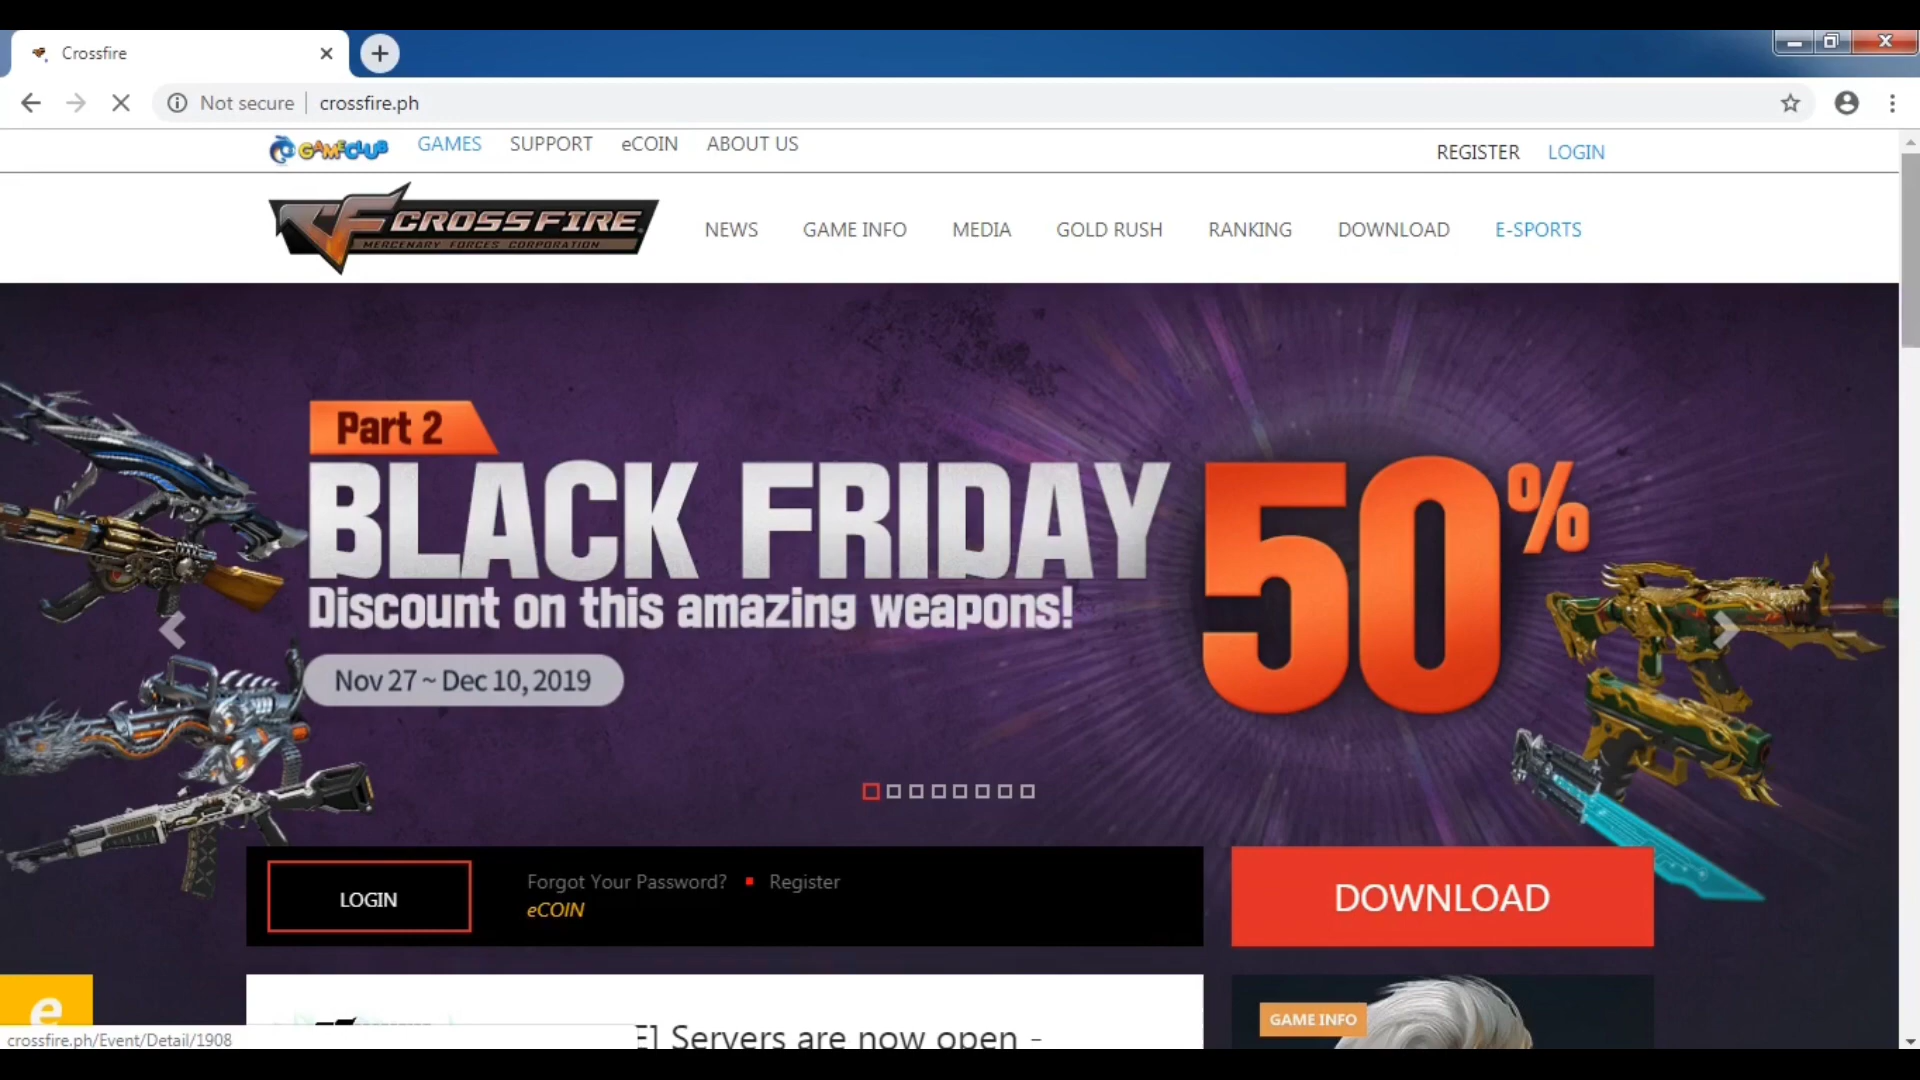 Crossfire
Not secure
crossfire.ph
GAMECLUB
GAMES
SUPPORT
eCOIN
ABOUT US
REGISTER
LOGIN
CF CROSSFIRE
MERCENARY FORCES CORPORATION
NEWS
GAME INFO
MEDIA
GOLD RUSH
RANKING
DOWNLOAD
E-SPORTS
Part 2
BLACK FRIDAY
50%
Discount on this amazing weapons!
Nov 27 ~ Dec 10, 2019
LOGIN
Forgot Your Password?
Register
eCOIN
DOWNLOAD
e
E] Servers are now open -
GAME INFO
crossfire.ph/Event/Detail/1908